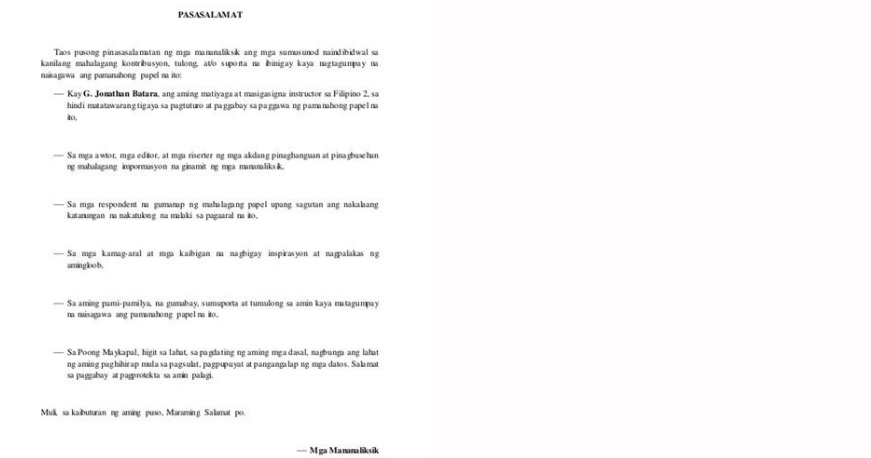 PASASALAMAT
Taos pusong pinasasalamatan ng mga mananaliksik ang mga sumusunod naindibidwal sa
kanilang mahalagang kontribusyon, tulong, at/o suporta na ibinigay kaya nagtagumpay na
naisagawa ang pamanahong papel na ito:
— Kay G. Jonathan Batara, ang aming matiyaga at masigasigna instructor sa Filipino 2, sa
hindi matatawarang tigaya sa pagtuturo at paggabay sa paggawa ng pamanahong papel na
ito,
— Sa mga awtor, mga editor, at mga riserter ng mga akdang pinaghanguan at pinagbasehan
ng mahalagang impormasyon na ginamit ng mga mananaliksik,
— Sa mga respondent na gumanap ng mahalagang papel upang sagutan ang nakalaang
katanungan na nakatulong na malaki sa pagaaral na ito,
— Sa mga kamag-aral at mga kaibigan na nagbigay inspirasyon at nagpalakas ng
amingloob,
— Sa aming pami-pamilya, na gumabay, sumuporta at tumulong sa amin kaya matagumpay
na naisagawa ang pamanahong papel na ito,
— Sa Poong Maykapal, higit sa lahat, sa pagdating ng aming mga dasal, nagbunga ang lahat
ng aming paghihirap mula sa pagsulat, pagpupuyat at pangangalap ng mga datos. Salamat
sa paggabay at pagprotekta sa amin palagi.
Muli, sa kaibuturan ng aming puso, Maraming Salamat po.
— Mga Mananaliksik